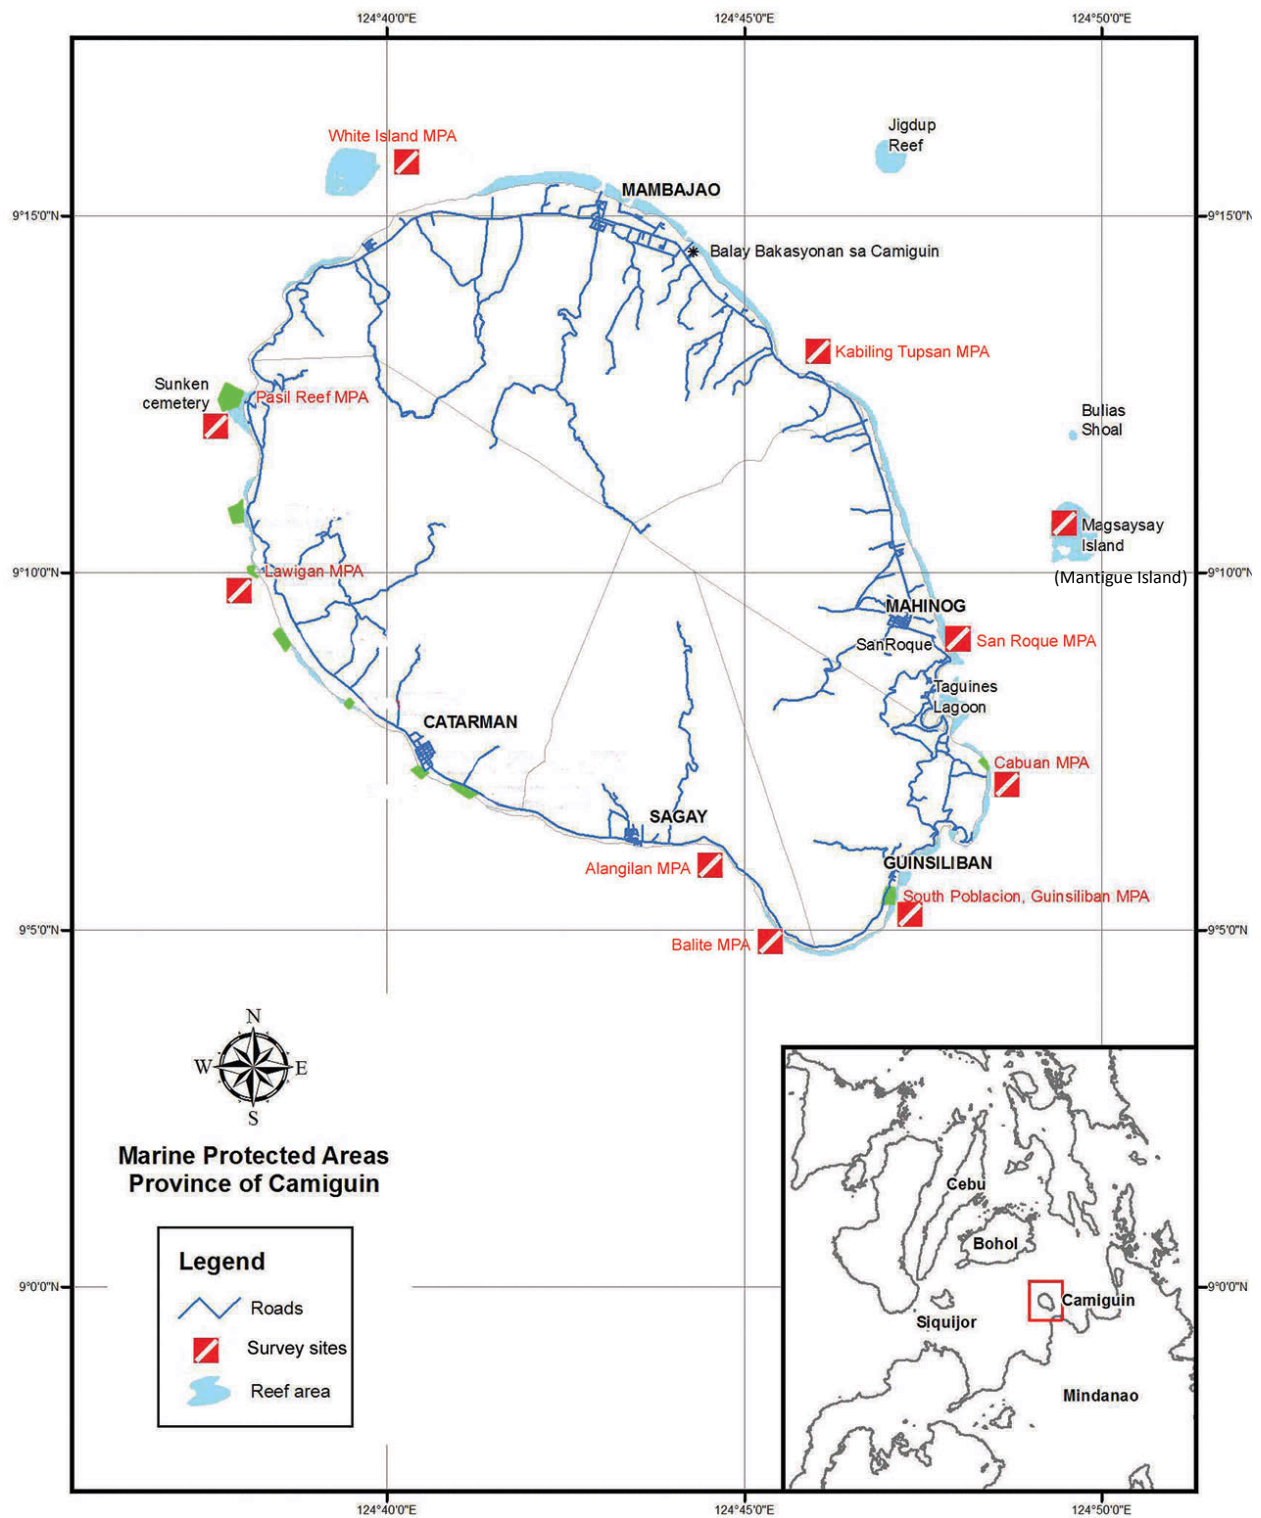 124°40'0"E
124°45'0"E
124°50'0"E
Jigdup
Reef
White Island MPA
MAMBAJAO
9°15'0"N
9°15'0"N
Balay Bakasyonan sa Camiguin
Kabiling Tupsan MPA
Sunken
cemetery
Pasil Reef MPA
Bulias
Shoal
Magsaysay
Island
(Mantigue Island)
9°10'0"N
9°10'0"N
Lawigan MPA
MAHINOG
SanRoque
San Roque MPA
Taguines
Lagoon
CATARMAN
Cabuan MPA
SAGAY
Alangilan MPA
GUINSILIBAN
South Poblacion, Guinsiliban MPA
9°5'0"N
9°5'0"N
Balite MPA
N
W
E
S
Marine Protected Areas
Province of Camiguin
Legend
Roads
Survey sites
Reef area
Cebu
Bohol
Camiguin
Siquijor
Mindanao
9°0'0"N
9°0'0"N
124°40'0"E
124°45'0"E
124°50'0"E